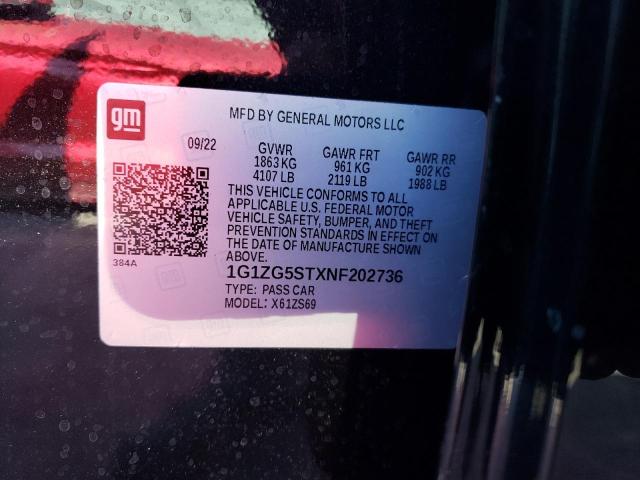 gm
MFD BY GENERAL MOTORS LLC
09/22 GVWR GAWR FRT GAWR RR
1863 KG 961 KG 902 KG
4107 LB 2119 LB 1988 LB
THIS VEHICLE CONFORMS TO ALL
APPLICABLE U.S. FEDERAL MOTOR
VEHICLE SAFETY, BUMPER, AND THEFT
PREVENTION STANDARDS IN EFFECT ON
THE DATE OF MANUFACTURE SHOWN
ABOVE.
384A
1G1ZG5STXNF202736
TYPE: PASS CAR
MODEL: X61ZS69